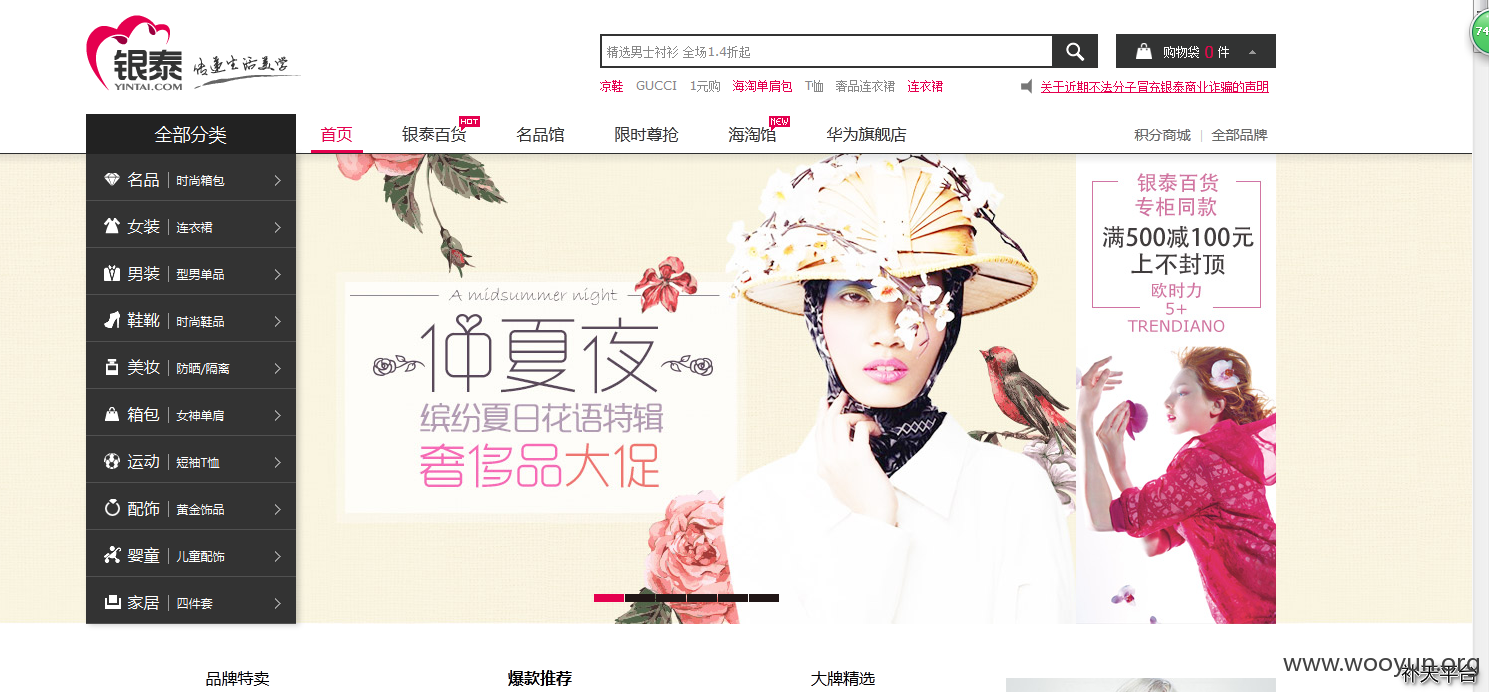 银泰 悟道生活美学
YINTAI.COM
精选男士衬衫 全场1.4折起
购物袋 0 件
74
凉鞋 GUCCI 1元购 海淘单肩包 T恤 奢品连衣裙 连衣裙
关于近期不法分子冒充银泰商业诈骗的声明
全部分类
首页 银泰百货 HOT 名品馆 限时尊抢 海淘馆 NEW 华为旗舰店
积分商城 | 全部品牌
名品 | 时尚箱包
女装 | 连衣裙
男装 | 型男单品
鞋靴 | 时尚鞋品
美妆 | 防晒/隔离
箱包 | 女神单肩
运动 | 短袖T恤
配饰 | 黄金饰品
婴童 | 儿童配饰
家居 | 四件套
A midsummer night
仲夏夜
缤纷夏日花语特辑
奢侈品大促
银泰百货
专柜同款
满500减100元
上不封顶
欧时力
5+
TRENDIANO
品牌特卖 爆款推荐 大牌精选
www.wooyun.org
补天平台